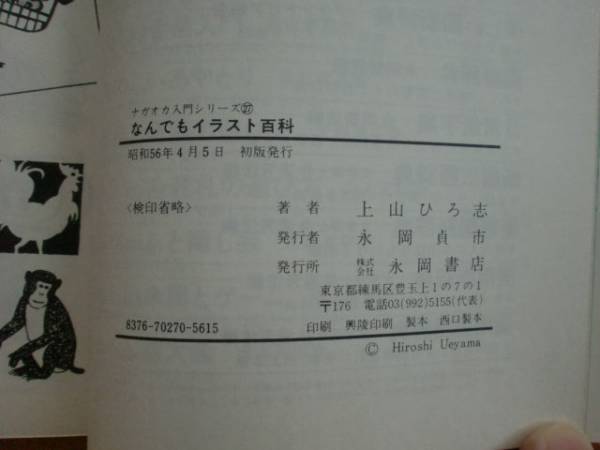 ナガオカ入門シリーズ㊲
なんでもイラスト百科
昭和56年4月5日 初版発行
〈検印省略〉 著者 上山ひろ志
発行者 永岡貞市
発行所 株式会社 永岡書店
東京都練馬区豊玉上1の7の1
〒176 電話03(992)5155(代表)
8376-70270-5615 印刷 興陵印刷 製本 西口製本
© Hiroshi Ueyama